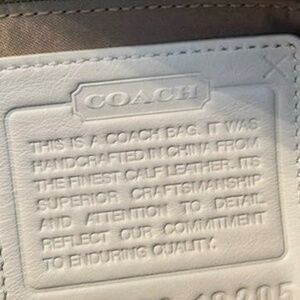 COACH
THIS IS A COACH BAG. IT WAS
HANDCRAFTED IN CHINA FROM
THE FINEST CALF LEATHER. ITS
SUPERIOR CRAFTSMANSHIP
AND ATTENTION TO DETAIL
REFLECT OUR COMMITMENT
TO ENDURING QUALITY.